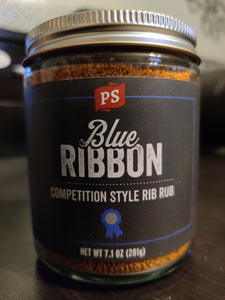 PS
Blue
RIBBON
COMPETITION STYLE RIB RUB
NET WT 7.1 OZ (201g)